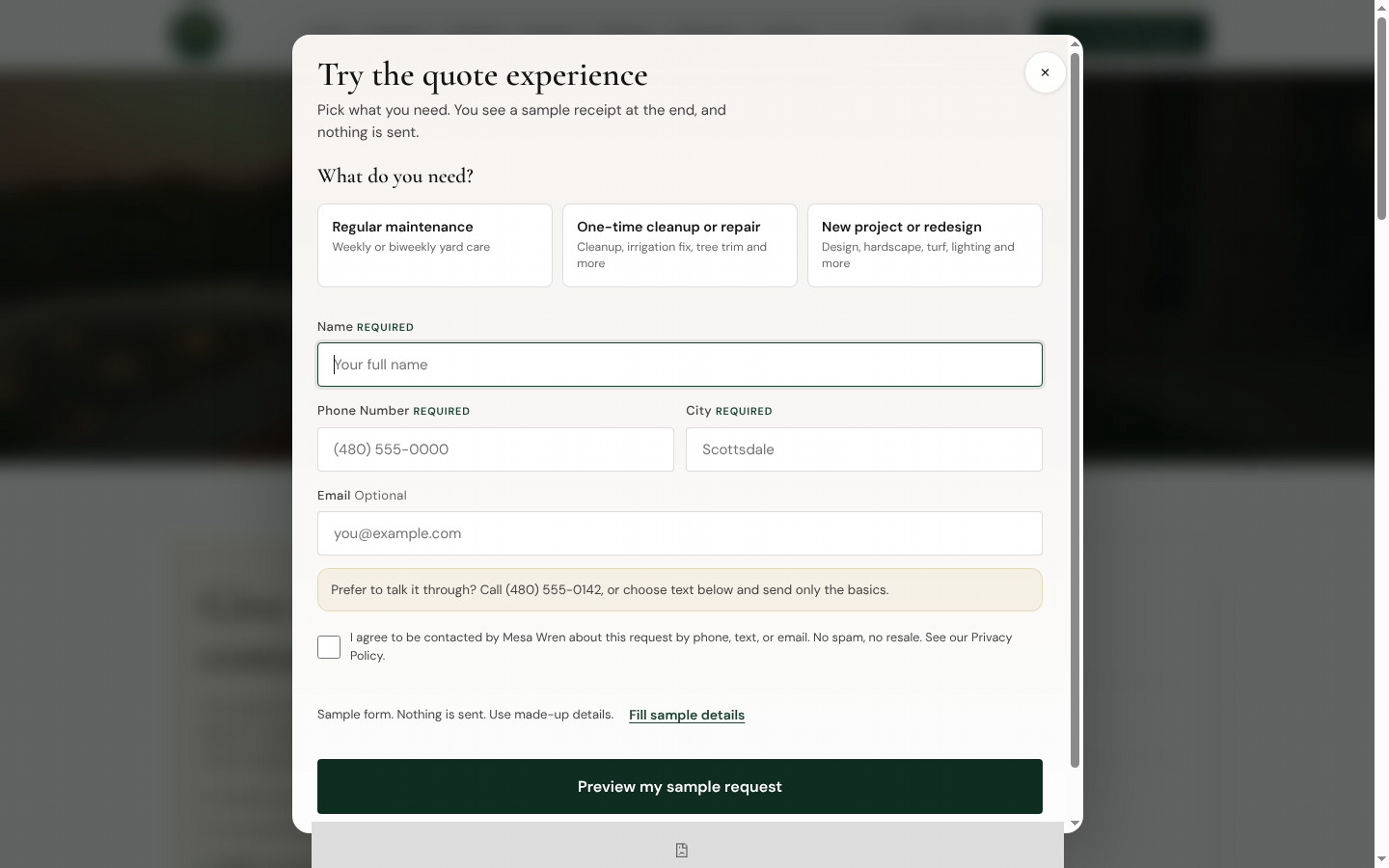 Try the quote experience
×
Pick what you need. You see a sample receipt at the end, and
nothing is sent.
What do you need?
Regular maintenance
Weekly or biweekly yard care
One-time cleanup or repair
Cleanup, irrigation fix, tree trim and
more
New project or redesign
Design, hardscape, turf, lighting and
more
Name REQUIRED
Your full name
Phone Number REQUIRED
City REQUIRED
(480) 555-0000
Scottsdale
Email Optional
you@example.com
Prefer to talk it through? Call (480) 555-0142, or choose text below and send only the basics.
I agree to be contacted by Mesa Wren about this request by phone, text, or email. No spam, no resale. See our Privacy
Policy.
Sample form. Nothing is sent. Use made-up details. Fill sample details
Preview my sample request